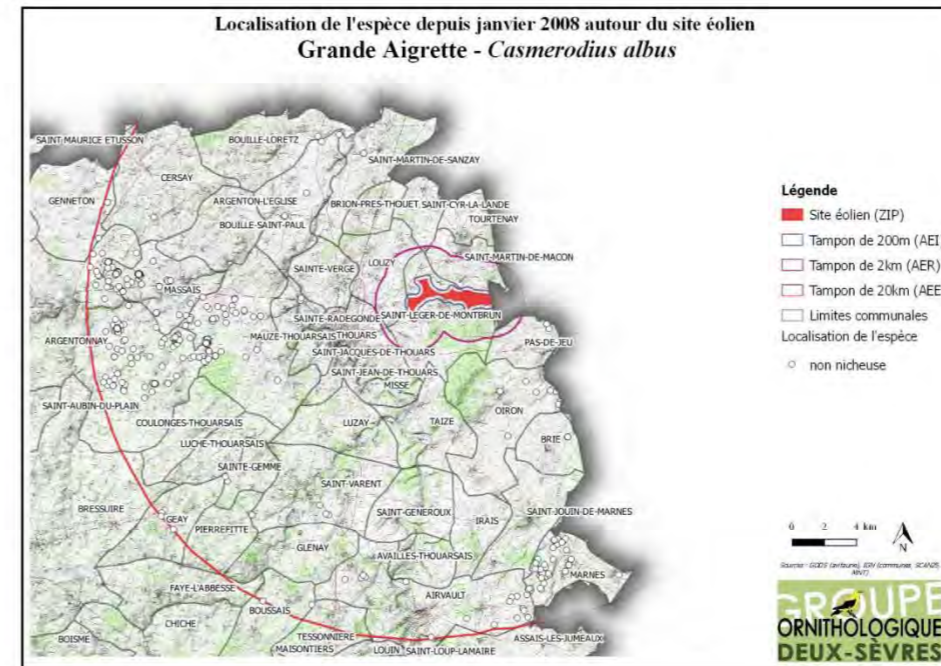 Localisation de l'espèce depuis janvier 2008 autour du site éolien
Grande Aigrette - Casmerodius albus
SAINT-MAURICE ETUSSON
BOUILLE-LORETZ
SAINT-MARTIN-DE-SANZAY
CERSAY
GENNETON
ARGENTON-L'EGLISE
BRION-PRES-THOUET
SAINT-CYR-LA-LANDE
TOURTENAY
BOUILLE-SAINT-PAUL
SAINT-MARTIN-DE-MACON
LOUZY
SAINTE-VERGE
MASSAIS
SAINTE-RADEGONDE
SAINT-LEGER-DE-MONTBRUN
MAUZE-THOUARSAIS
THOUARS
ARGENTONNAY
PAS-DE-JEU
SAINT-JACQUES-DE-THOUARS
SAINT-JEAN-DE-THOUARS
MISSE
SAINT-AUBIN-DU-PLAIN
OIRON
COULONGES-THOUARSAIS
LUZAY
TAIZE
BRIE
LUCHE-THOUARSAIS
SAINTE-GEMME
SAINT-VARENT
BRESSUIRE
SAINT-GENEROUX
SAINT-JOUIN-DE-MARNES
GEAY
IRAIS
PIERREFITTE
GLENAY
AVAILLES-THOUARSAIS
MARNES
FAYE-L'ABBESSE
AIRVAULT
BOUSSAIS
CHICHE
TESSONNIERE
ASSAIS-LES-JUMEAUX
BOISME
MAISONTIERS
LOUIN
SAINT-LOUP-LAMAIRE
Légende
Site éolien (ZIP)
Tampon de 200m (AEI
Tampon de 2km (AER)
Tampon de 20km (AEE
Limites communales
Localisation de l'espèce
non nicheuse
0 2 4 km
N
GROUPE
ORNITHOLOGIQUE
DEUX-SÈVRES